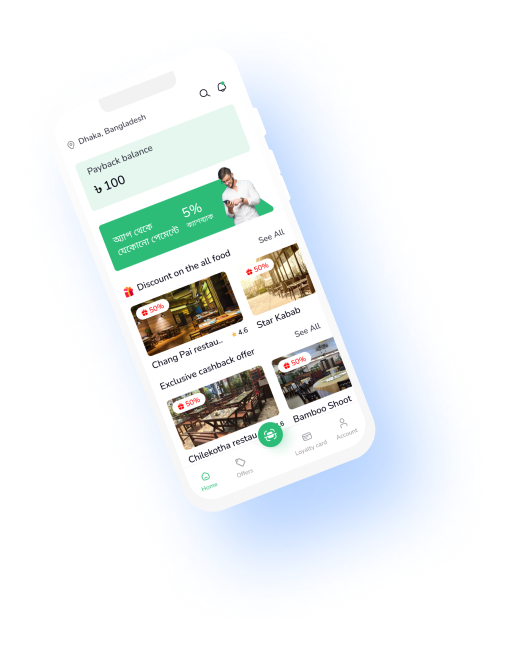 Dhaka, Bangladesh
Payback balance
৳ 100
অ্যাপ থেকে
যেকোনো পেমেন্টে
5%
ক্যাশব্যাক
Discount on the all food
See All
50%
50%
Chang Pai restau..
4.6
Star Kabab
Exclusive cashback offer
See All
50%
50%
Chilekotha restau
Bamboo Shoot
Home
Offers
Loyalty card
Account